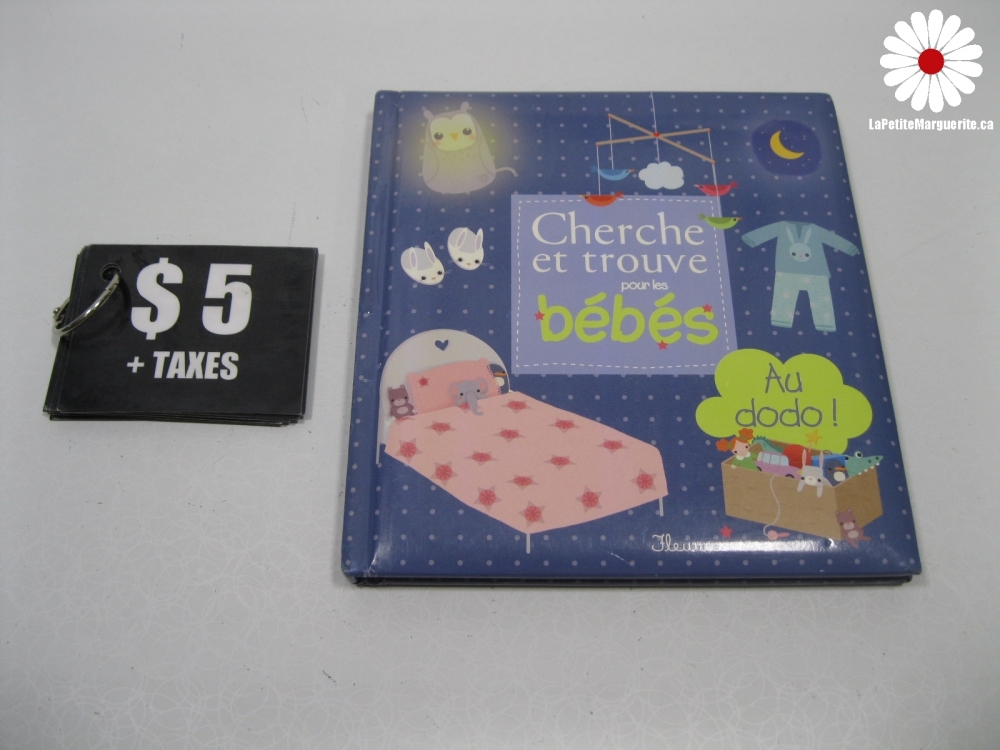 LaPetiteMarguerite.ca
$ 5
+ TAXES
Cherche
et trouve
pour les
bébés
Au
dodo !